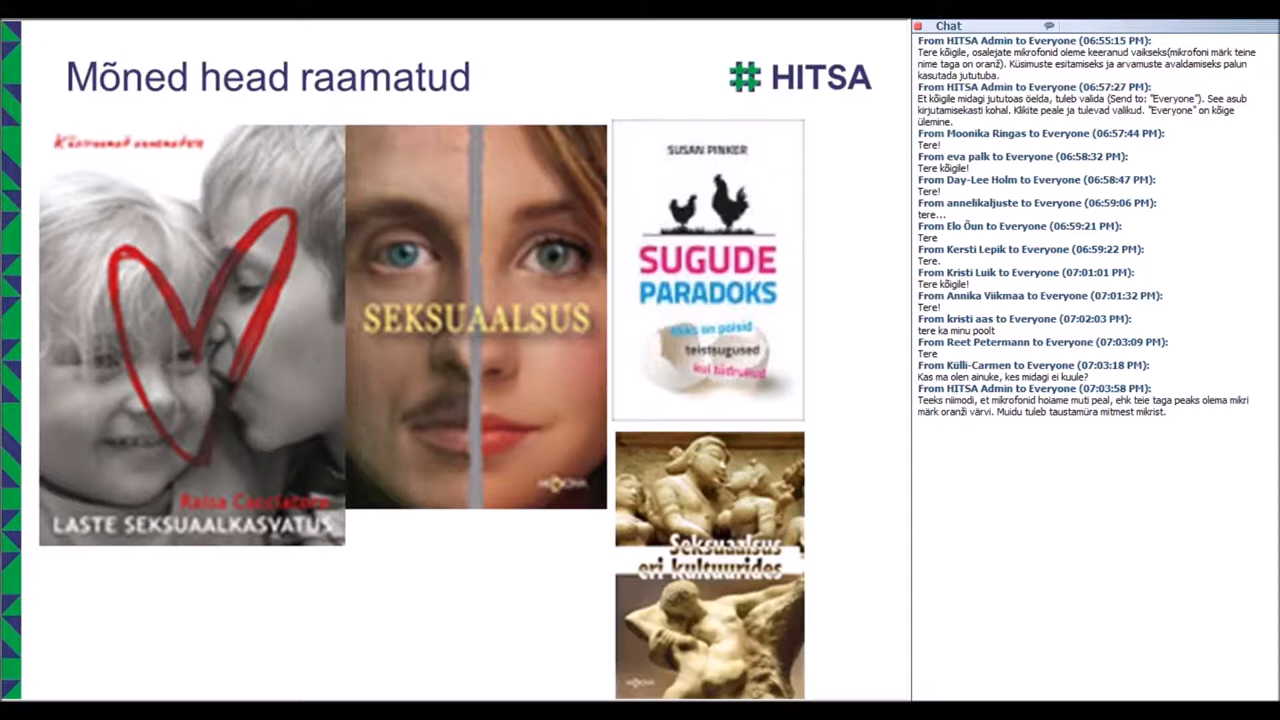 Mõned head raamatud
HITSA
Raisa Cacciatore
LASTE SEKSUAALKASVATUS
SEKSUAALSUS
SUSAN PINKER
SUGUDE
PARADOKS
Miks on poisid
teistsugused
kui tüdrukud
Seksuaalsus
eri kultuurides
Chat
From HITSA Admin to Everyone (06:55:15 PM):
Tere kõigile, osalejate mikrofonid oleme keeranud vaikseks(mikrofoni märk teine
nime taga on oranž). Küsimuste esitamiseks ja arvamuste avaldamiseks palun
kasutada jututuba.
From HITSA Admin to Everyone (06:57:27 PM):
Et kõigile midagi jututoas öelda, tuleb valida (Send to: "Everyone"). See asub
kirjutamisekasti kohal. Klikite peale ja tulevad valikud. "Everyone" on kõige
ülemine.
From Moonika Ringas to Everyone (06:57:44 PM):
Tere!
From eva palk to Everyone (06:58:32 PM):
Tere kõigile!
From Day-Lee Holm to Everyone (06:58:47 PM):
Tere!
From annelikaljuste to Everyone (06:59:06 PM):
tere...
From Elo Õun to Everyone (06:59:21 PM):
Tere
From Kersti Lepik to Everyone (06:59:22 PM):
Tere.
From Kristi Luik to Everyone (07:01:01 PM):
Tere kõigile!
From Annika Viikmaa to Everyone (07:01:32 PM):
Tere!
From kristi aas to Everyone (07:02:03 PM):
tere ka minu poolt
From Reet Petermann to Everyone (07:03:09 PM):
Tere
From Külli-Carmen to Everyone (07:03:18 PM):
Kas ma olen ainuke, kes midagi ei kuule?
From HITSA Admin to Everyone (07:03:58 PM):
Teeks niimodi, et mikrofonid hoiame muti peal, ehk teie taga peaks olema mikri
märk oranži värvi. Muidu tuleb taustamüra mitmest mikrist.